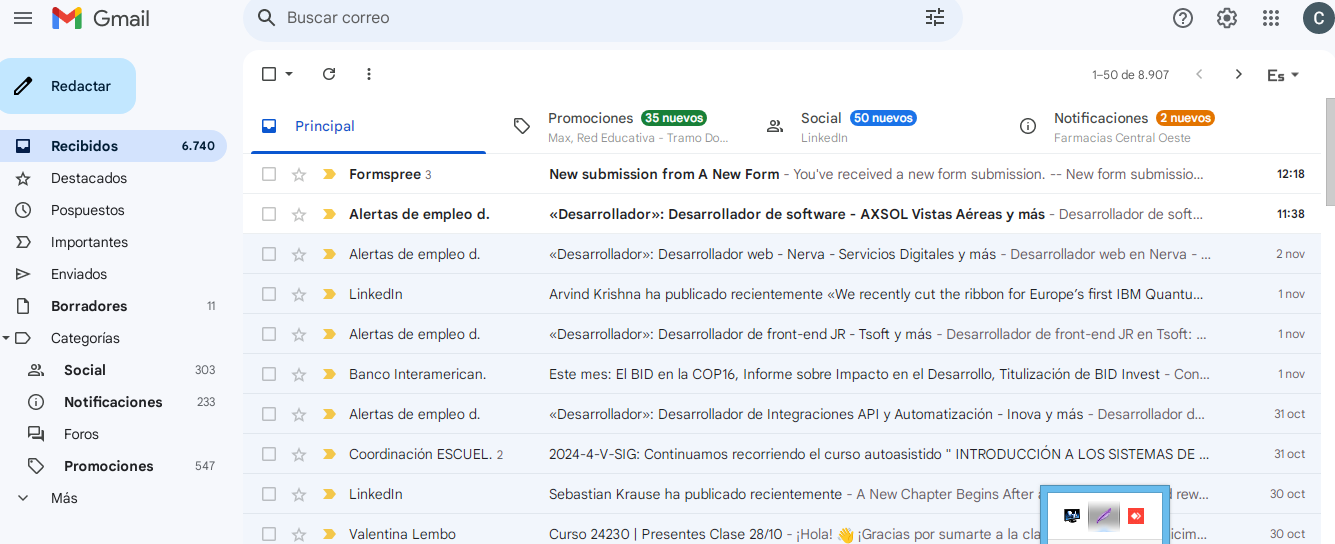 Gmail
Buscar correo
C
Redactar
1–50 de 8.907
Es
Principal
Promociones 35 nuevos
Max, Red Educativa - Tramo Do...
Social 50 nuevos
LinkedIn
Notificaciones 2 nuevos
Farmacias Central Oeste
Recibidos 6.740
Destacados
Pospuestos
Importantes
Enviados
Borradores 11
Categorías
Social 303
Notificaciones 233
Foros
Promociones 547
Más
Formspree 3 New submission from A New Form - You've received a new form submission. -- New form submissio... 12:18
Alertas de empleo d. «Desarrollador»: Desarrollador de software - AXSOL Vistas Aéreas y más - Desarrollador de soft... 11:38
Alertas de empleo d. «Desarrollador»: Desarrollador web - Nerva - Servicios Digitales y más - Desarrollador web en Nerva - ... 2 nov
LinkedIn Arvind Krishna ha publicado recientemente «We recently cut the ribbon for Europe's first IBM Quantu... 1 nov
Alertas de empleo d. «Desarrollador»: Desarrollador de front-end JR - Tsoft y más - Desarrollador de front-end JR en Tsoft: ... 1 nov
Banco Interamerican. Este mes: El BID en la COP16, Informe sobre Impacto en el Desarrollo, Titulización de BID Invest - Con... 1 nov
Alertas de empleo d. «Desarrollador»: Desarrollador de Integraciones API y Automatización - Inova y más - Desarrollador d... 31 oct
Coordinación ESCUEL. 2 2024-4-V-SIG: Continuamos recorriendo el curso autoasistido " INTRODUCCIÓN A LOS SISTEMAS DE ... 31 oct
LinkedIn Sebastian Krause ha publicado recientemente - A New Chapter Begins After rew... 30 oct
Valentina Lembo Curso 24230 | Presentes Clase 28/10 - ¡Hola! 👋 ¡Gracias por sumarte a la cla icim... 30 oct